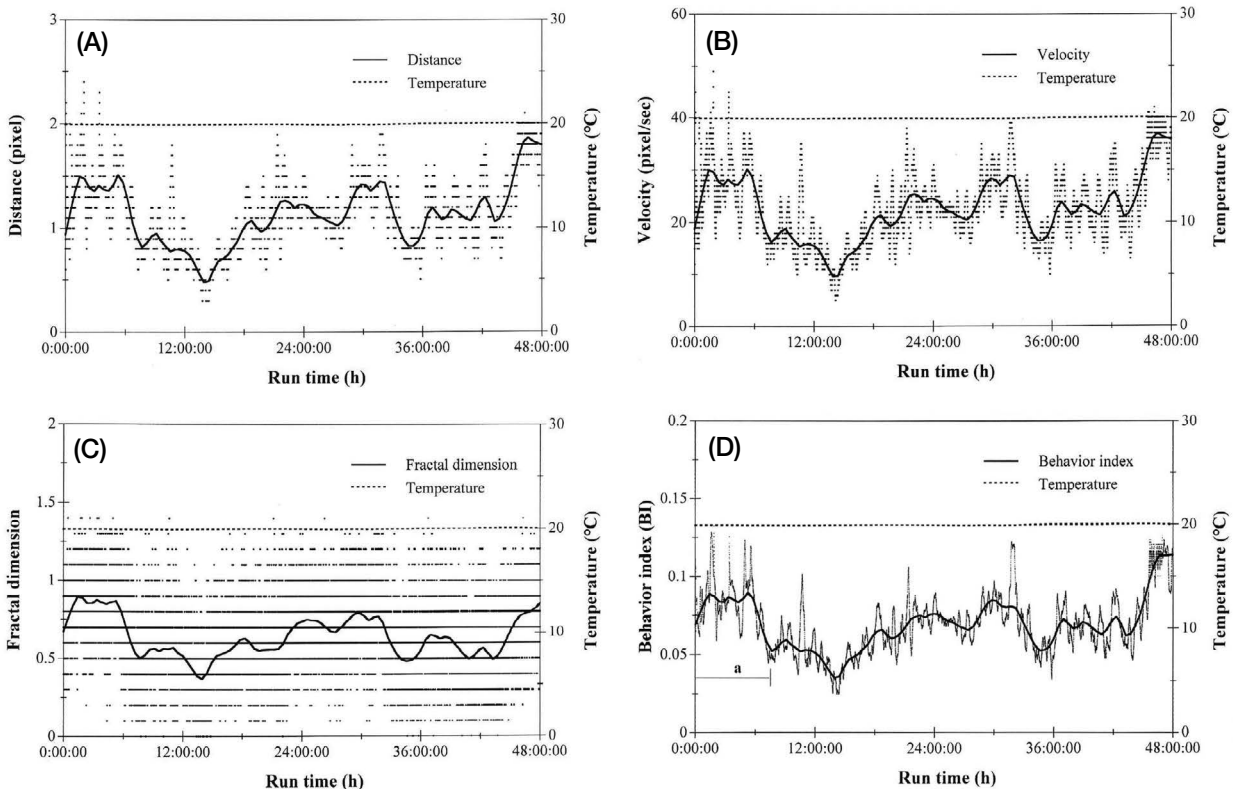 (A)
Distance
Temperature
Distance (pixel)
Temperature (°C)
3
2
1
0
30
20
10
0
0:00:00 12:00:00 24:00:00 36:00:00 48:00:00
Run time (h)
(B)
Velocity
Temperature
Velocity (pixel/sec)
Temperature (°C)
60
40
20
0
30
20
10
0
0:00:00 12:00:00 24:00:00 36:00:00 48:00:00
Run time (h)
(C)
Fractal dimension
Temperature
Fractal dimension
Temperature (°C)
2
1.5
1
0.5
0
30
20
10
0
0:00:00 12:00:00 24:00:00 36:00:00 48:00:00
Run time (h)
(D)
Behavior index
Temperature
Behavior index (BI)
Temperature (°C)
0.2
0.15
0.1
0.05
0
30
20
10
0
a
0:00:00 12:00:00 24:00:00 36:00:00 48:00:00
Run time (h)